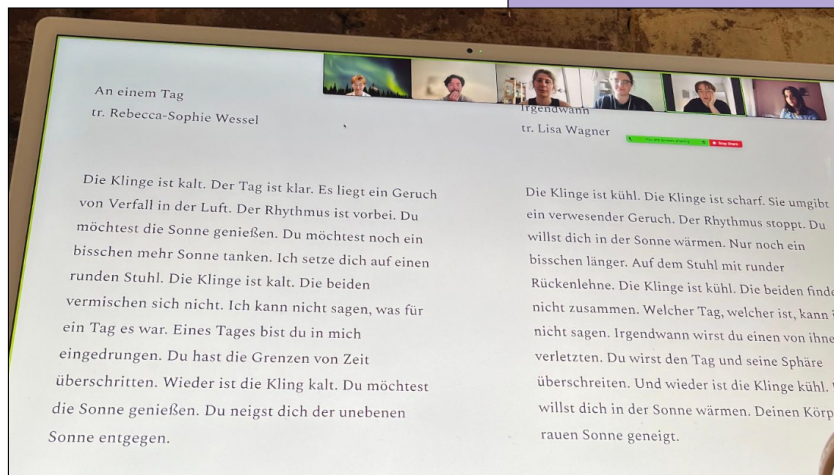 An einem Tag
tr. Rebecca-Sophie Wessel
Die Klinge ist kalt. Der Tag ist klar. Es liegt ein Geruch
von Verfall in der Luft. Der Rhythmus ist vorbei. Du
möchtest die Sonne genießen. Du möchtest noch ein
bisschen mehr Sonne tanken. Ich setze dich auf einen
runden Stuhl. Die Klinge ist kalt. Die beiden
vermischen sich nicht. Ich kann nicht sagen, was für
ein Tag es war. Eines Tages bist du in mich
eingedrungen. Du hast die Grenzen von Zeit
überschritten. Wieder ist die Kling kalt. Du möchtest
die Sonne genießen. Du neigst dich der unebenen
Sonne entgegen.
Irgendwann
tr. Lisa Wagner
Stop Share
Die Klinge ist kühl. Die Klinge ist scharf. Sie umgibt
ein verwesender Geruch. Der Rhythmus stoppt. Du
willst dich in der Sonne wärmen. Nur noch ein
bisschen länger. Auf dem Stuhl mit runder
Rückenlehne. Die Klinge ist kühl. Die beiden finde
nicht zusammen. Welcher Tag, welcher ist, kann
nicht sagen. Irgendwann wirst du einen von ihne
verletzten. Du wirst den Tag und seine Sphäre
überschreiten. Und wieder ist die Klinge kühl.
willst dich in der Sonne wärmen. Deinen Körp
rauen Sonne geneigt.